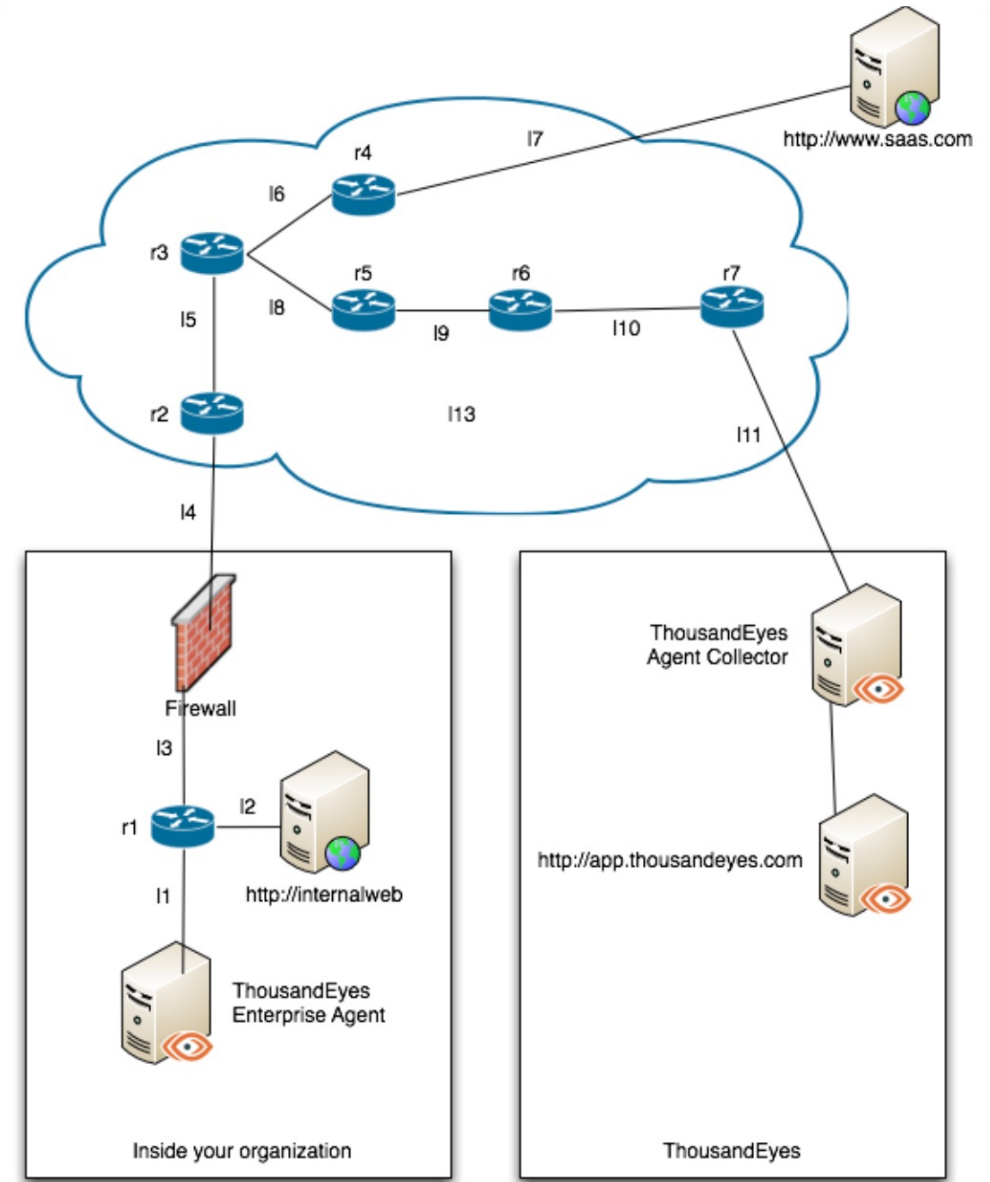 http://www.saas.com
l7
r4
l6
r3
r5
r6
r7
l8
l5
l9
l10
r2
l13
l11
l4
ThousandEyes
Agent Collector
Firewall
l3
l2
r1
http://internalweb
l1
http://app.thousandeyes.com
ThousandEyes
Enterprise Agent
Inside your organization
ThousandEyes